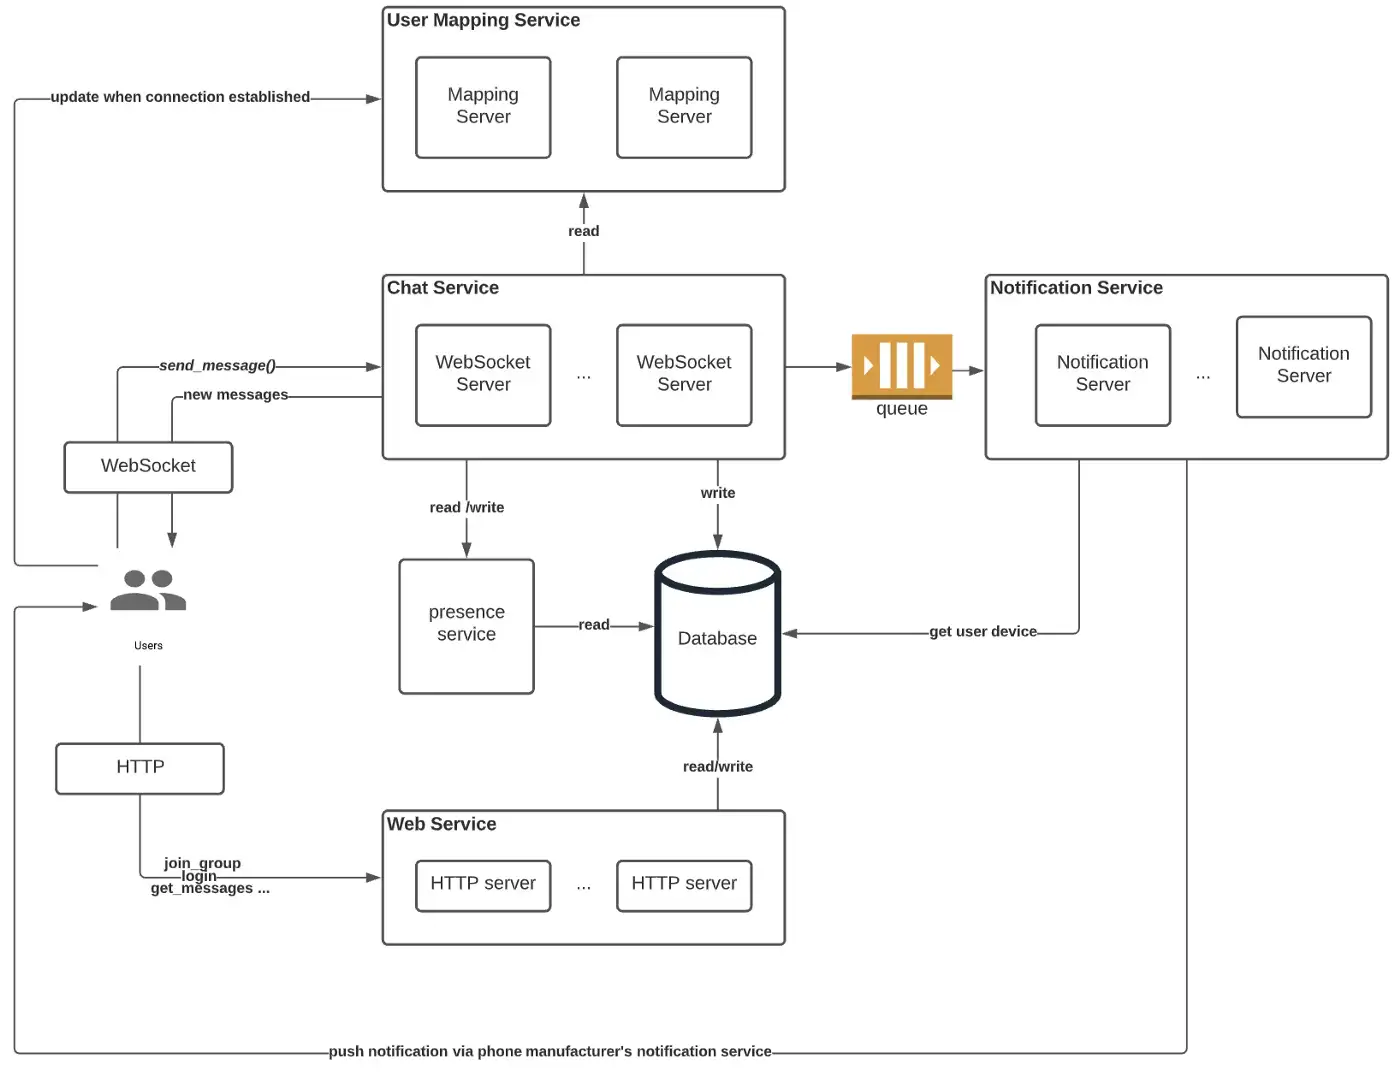 User Mapping Service
Mapping
Server
Mapping
Server
update when connection established
read
Chat Service
WebSocket
Server
...
WebSocket
Server
send_message()
new messages
WebSocket
queue
Notification Service
Notification
Server
...
Notification
Server
read /write
write
presence
service
read
Database
get user device
Users
HTTP
read/write
join_group
login
get_messages ...
Web Service
HTTP server
...
HTTP server
push notification via phone manufacturer's notification service